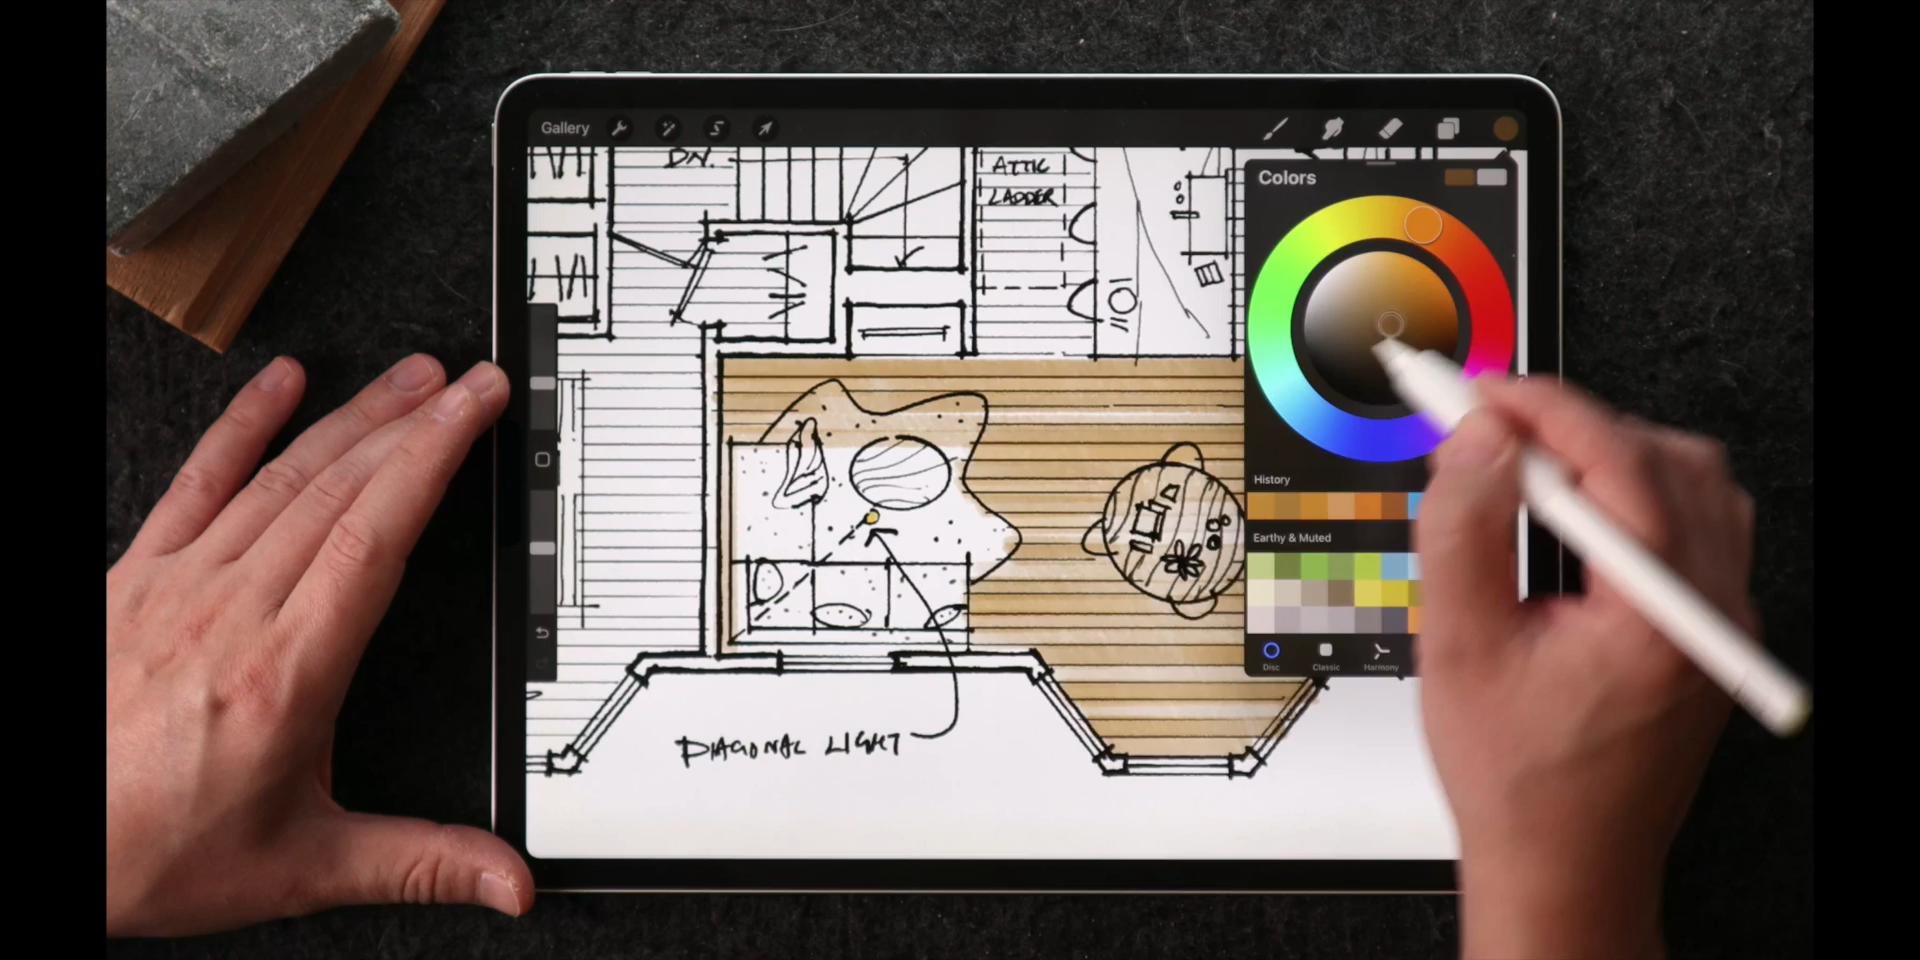 Gallery
DN.
ATTIC
LADDER
Colors
History
Earthy & Muted
Disc
Classic
Harmony
DIAGONAL LIGHT